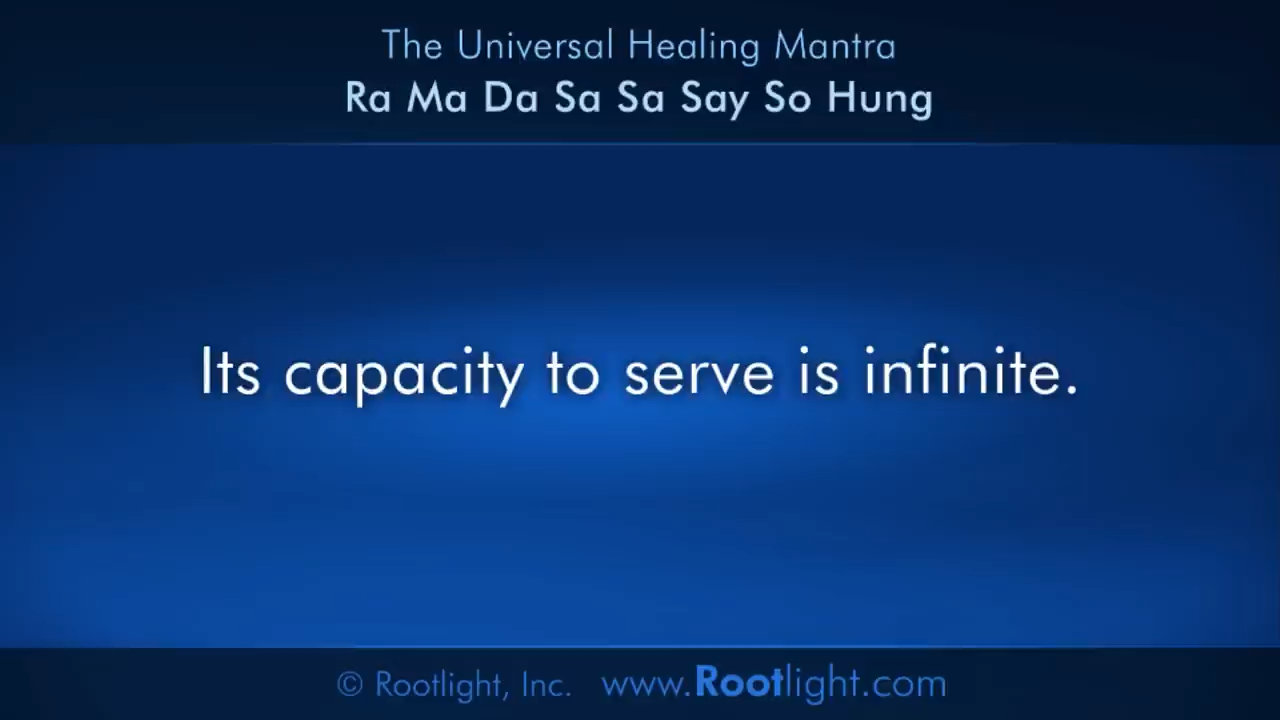 The Universal Healing Mantra
Ra Ma Da Sa Sa Say So Hung
Its capacity to serve is infinite.
© Rootlight, Inc. www.Rootlight.com